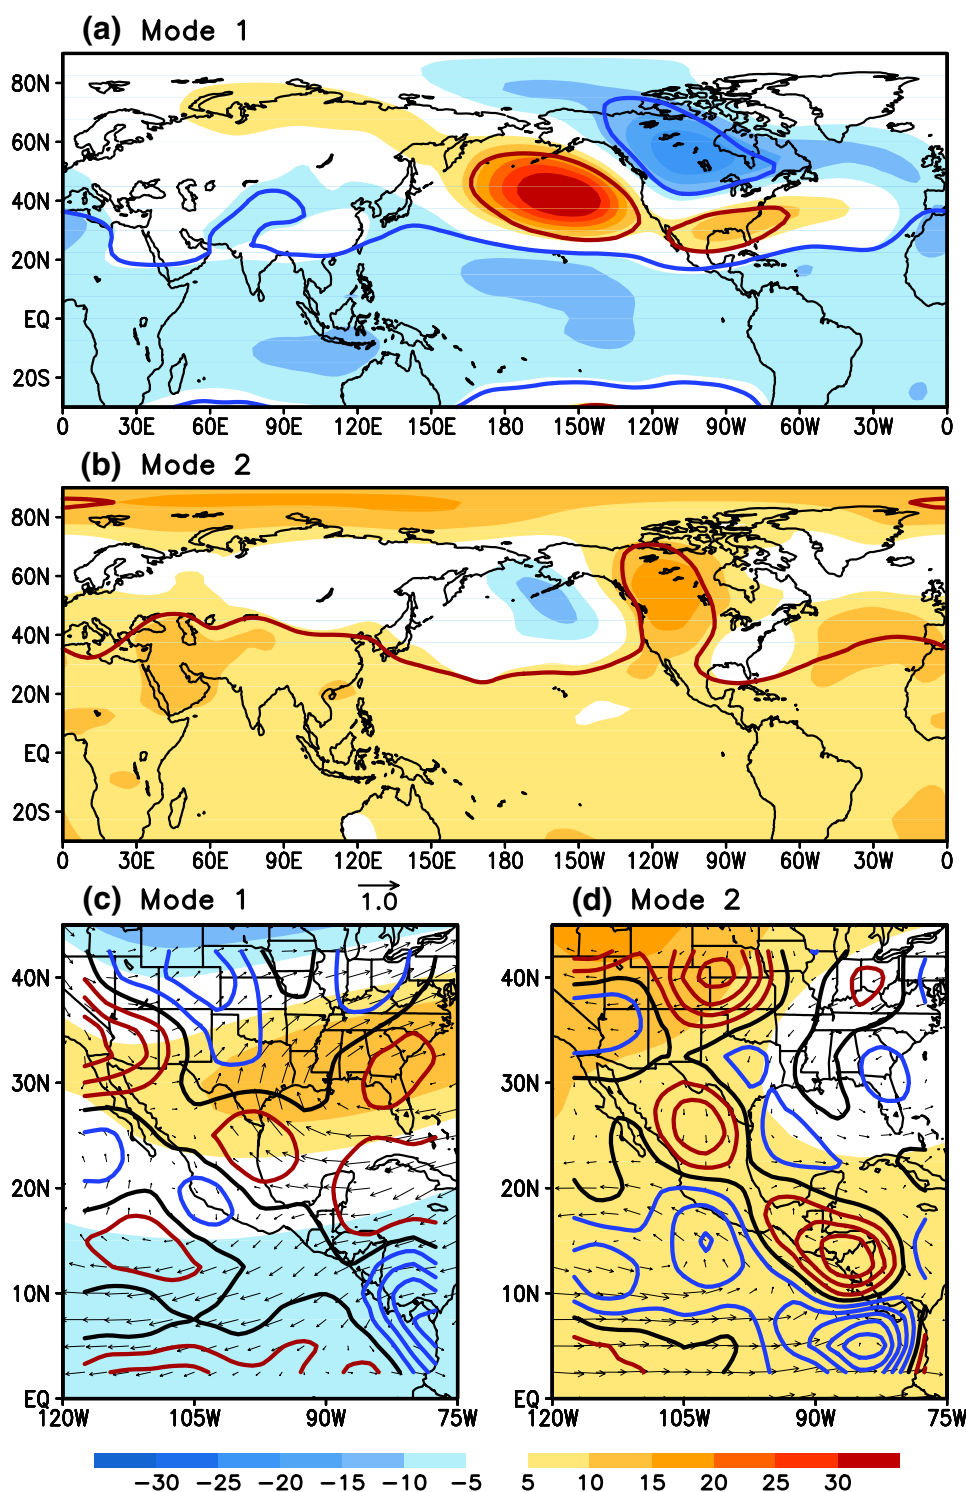 (a) Mode 1
80N
60N
40N
20N
EQ
20S
0 30E 60E 90E 120E 150E 180 150W 120W 90W 60W 30W 0
(b) Mode 2
80N
60N
40N
20N
EQ
20S
0 30E 60E 90E 120E 150E 180 150W 120W 90W 60W 30W 0
(c) Mode 1
1.0
40N
30N
20N
10N
EQ
120W 105W 90W 75W
(d) Mode 2
40N
30N
20N
10N
EQ
120W 105W 90W 75W
−30 −25 −20 −15 −10 −5
5 10 15 20 25 30